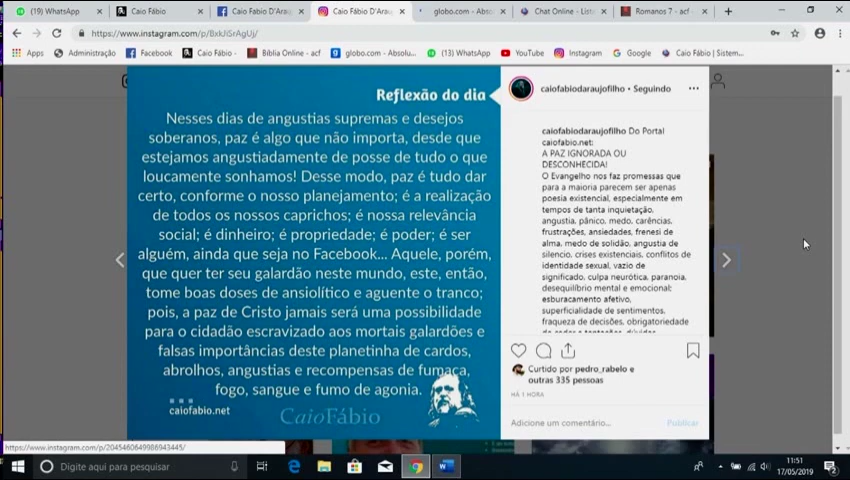 (19) WhatsApp
Caio Fábio
Caio Fabio D'Arau
Caio Fábio D'Arauj
globo.com - Absolu
Chat Online - Lista
Romanos 7 - acf -
https://www.instagram.com/p/BxkJiGrAgUj/
Apps
Administração
Facebook
Caio Fábio -
Bíblia Online - acf
globo.com - Absolu...
(13) WhatsApp
YouTube
Instagram
Google
Caio Fábio | Sistem...
Reflexão do dia
Nesses dias de angustias supremas e desejos
soberanos, paz é algo que não importa, desde que
estejamos angustiadamente de posse de tudo o que
loucamente sonhamos! Desse modo, paz é tudo dar
certo, conforme o nosso planejamento; é a realização
de todos os nossos caprichos; é nossa relevância
social; é dinheiro; é propriedade; é poder; é ser
alguém, ainda que seja no Facebook... Aquele, porém,
que quer ter seu galardão neste mundo, este, então,
tome boas doses de ansiolítico e aguente o tranco;
pois, a paz de Cristo jamais será uma possibilidade
para o cidadão escravizado aos mortais galardões e
falsas importâncias deste planetinha de cardos,
abrolhos, angustias e recompensas de fumaça,
fogo, sangue e fumo de agonia.
caiofabio.net
CaioFábio
caiofabiodaraujofilho • Seguindo
caiofabiodaraujofilho Do Portal
caiofabio.net:
A PAZ IGNORADA OU
DESCONHECIDA!
O Evangelho nos faz promessas que
para a maioria parecem ser apenas
poesia existencial, especialmente em
tempos de tanta inquietação,
angustia, pânico, medo, carências,
frustrações, ansiedades, frenesi de
alma, medo de solidão, angustia de
silencio, crises existenciais, conflitos de
identidade sexual, vazio de
significado, culpa neurótica, paranoia,
desequilíbrio mental e emocional;
esburacamento afetivo,
superficialidade de sentimentos,
fraqueza de decisões, obrigatoriedade
Curtido por pedro_rabelo e
outras 335 pessoas
HÁ 1 HORA
Adicione um comentário...
Publicar
https://www.instagram.com/p/2045460649986943445/
Digite aqui para pesquisar
11:51
17/05/2019